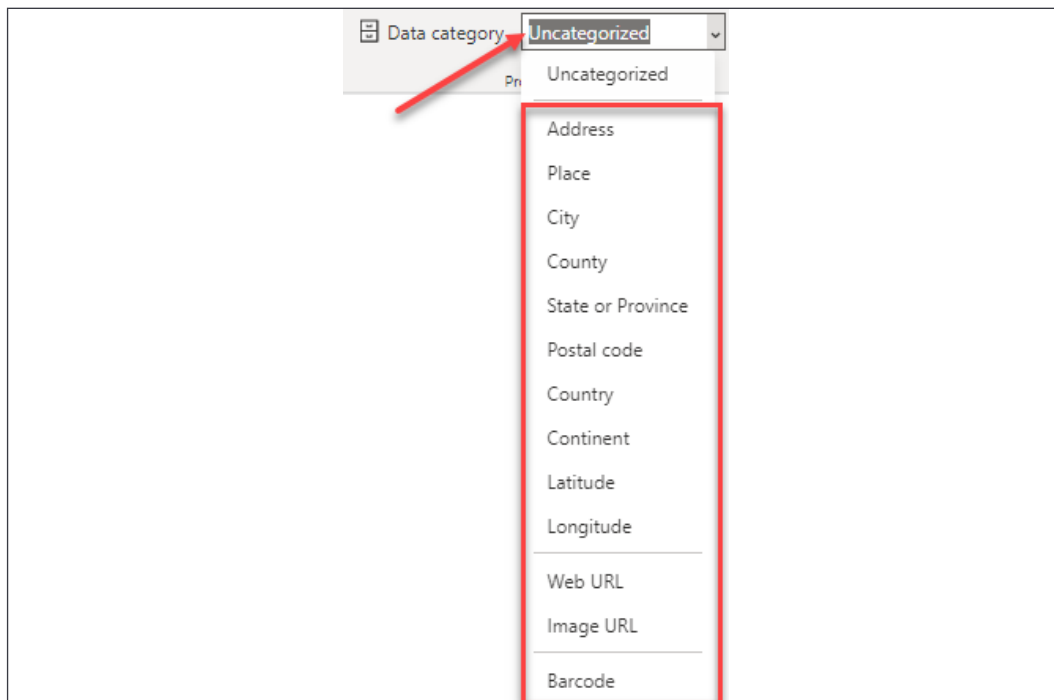 Data category Uncategorized
Uncategorized
Address
Place
City
County
State or Province
Postal code
Country
Continent
Latitude
Longitude
Web URL
Image URL
Barcode